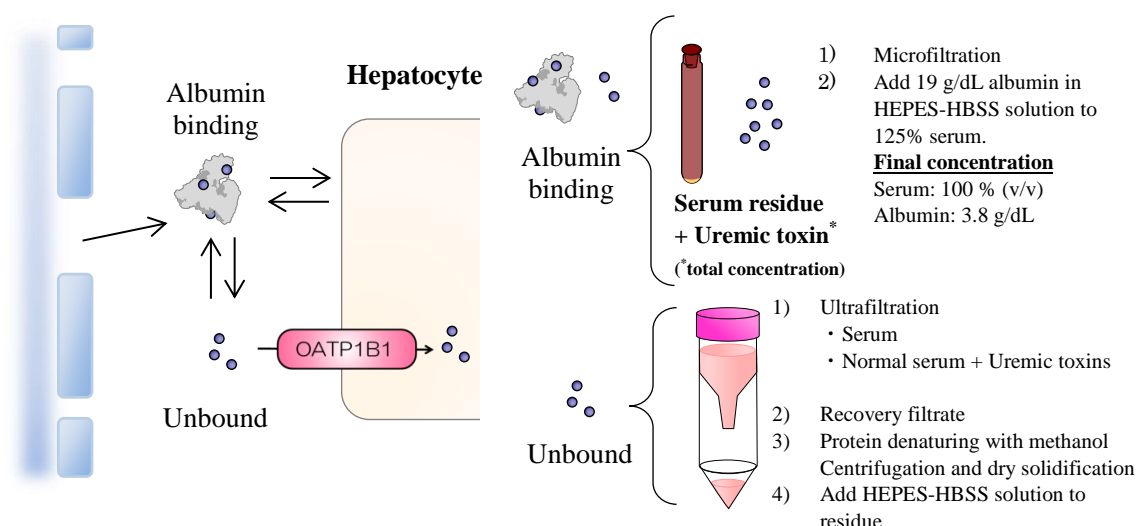 Hepatocyte
Albumin
binding
OATP1B1
Unbound
Albumin
binding
Serum residue
+ Uremic toxin*
(*total concentration)
1) Microfiltration
2) Add 19 g/dL albumin in
HEPES-HBSS solution to
125% serum.
Final concentration
Serum: 100 % (v/v)
Albumin: 3.8 g/dL
Unbound
1) Ultrafiltration
・Serum
・Normal serum + Uremic toxins
2) Recovery filtrate
3) Protein denaturing with methanol
Centrifugation and dry solidification
4) Add HEPES-HBSS solution to
residue